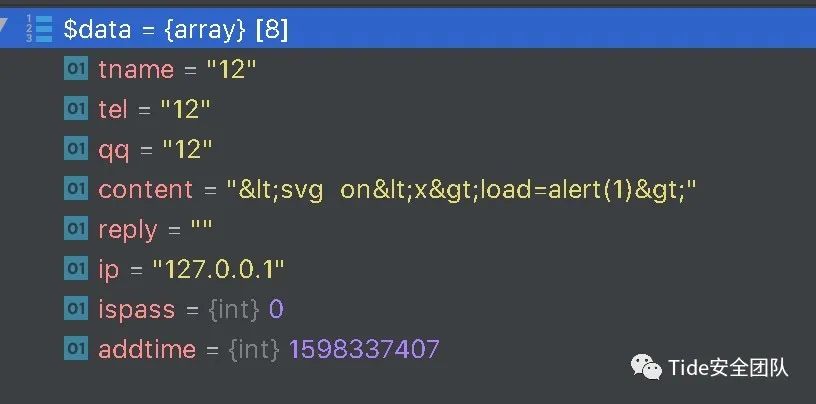 $data = {array} [8]
01 tname = "12"
01 tel = "12"
01 qq = "12"
01 content = "&lt;svg  on&lt;x&gt;load=alert(1)&gt;"
01 reply = ""
01 ip = "127.0.0.1"
01 ispass = {int} 0
01 addtime = {int} 1598337407
Tide安全团队